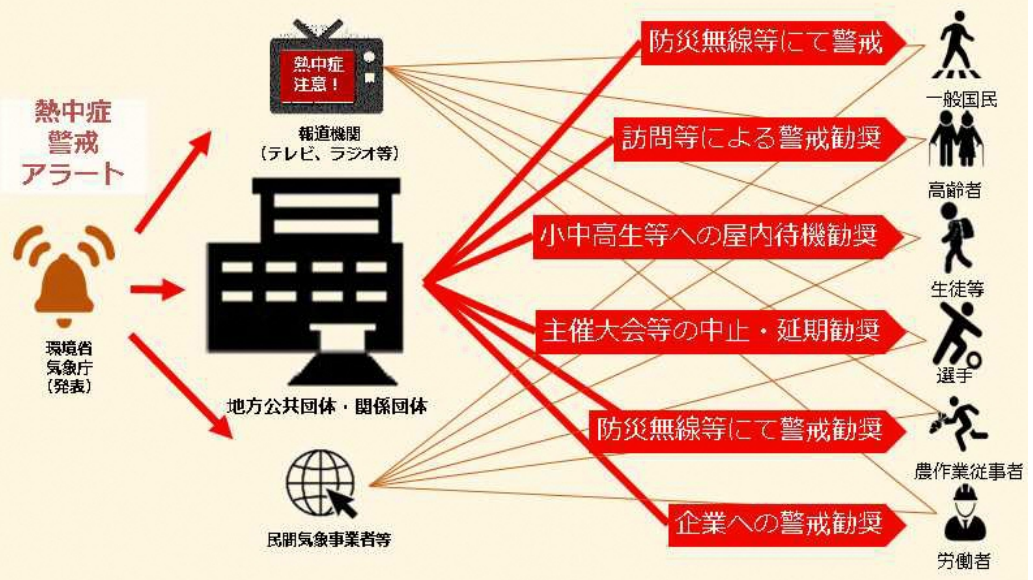 熱中症
警戒
アラート
環境省
気象庁
（発表）
熱中症
注意！
報道機関
（テレビ、ラジオ等）
地方公共団体・関係団体
民間気象事業者等
防災無線等にて警戒
一般国民
訪問等による警戒勧奨
高齢者
小中高生等への屋内待機勧奨
生徒等
主催大会等の中止・延期勧奨
選手
防災無線等にて警戒勧奨
農作業従事者
企業への警戒勧奨
労働者